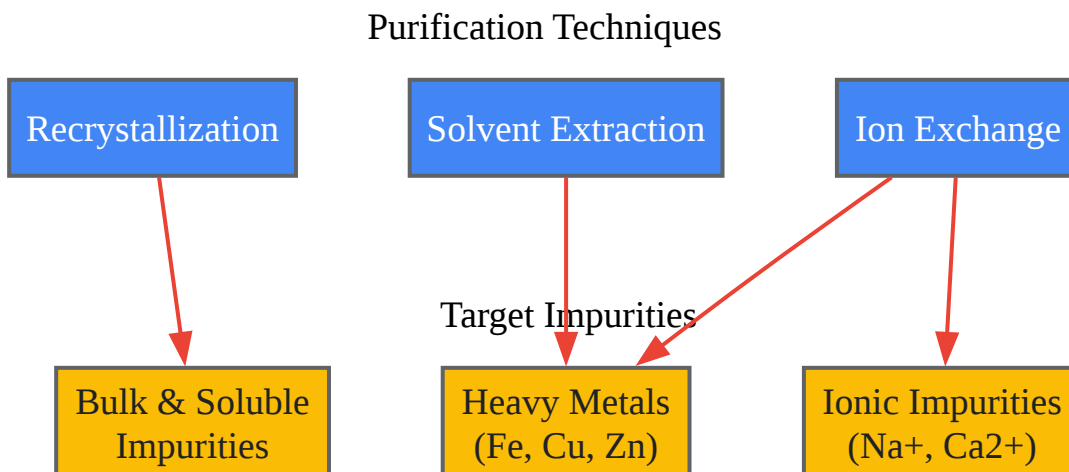 Purification Techniques
Recrystallization
Solvent Extraction
Ion Exchange
Target Impurities
Bulk & Soluble
Impurities
Heavy Metals
(Fe, Cu, Zn)
Ionic Impurities
(Na+, Ca2+)